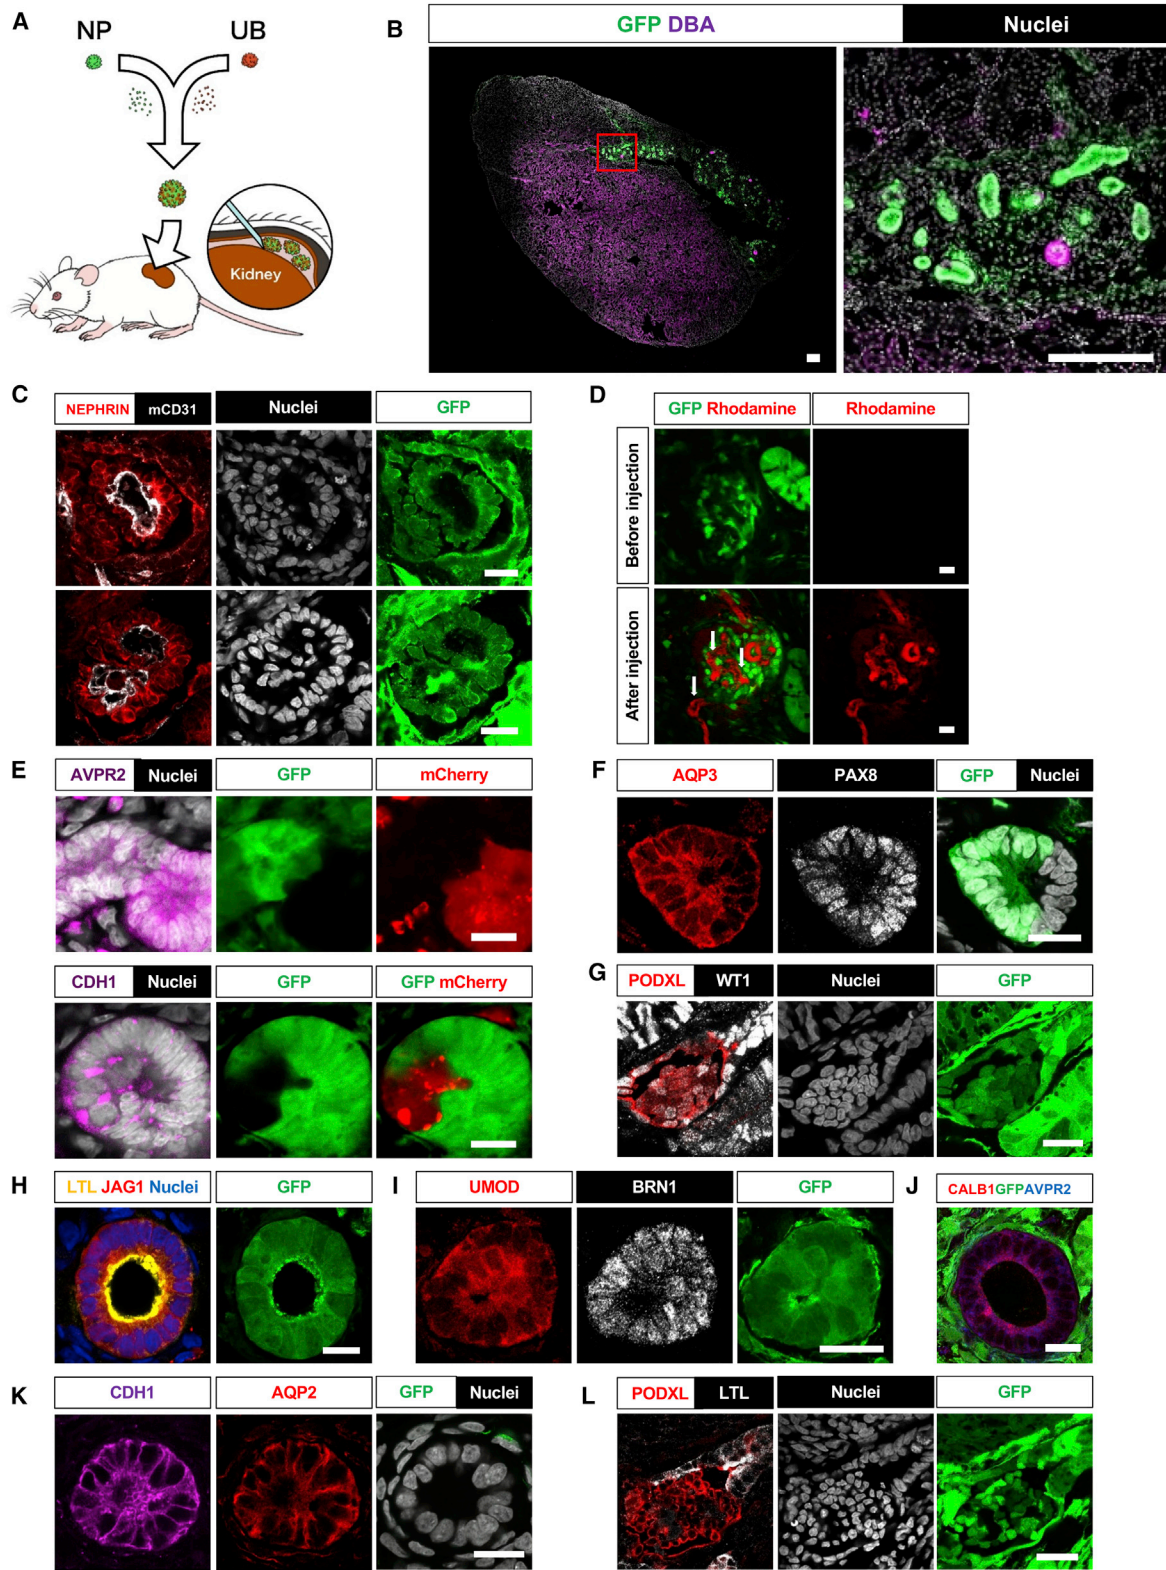 A
NP
UB
Kidney
B
GFP DBA
Nuclei
C
NEPHRIN
mCD31
Nuclei
GFP
D
GFP Rhodamine
Rhodamine
Before injection
After injection
E
AVPR2
Nuclei
GFP
mCherry
CDH1
Nuclei
GFP
GFP mCherry
F
AQP3
PAX8
GFP
Nuclei
G
PODXL
WT1
Nuclei
GFP
H
LTL JAG1 Nuclei
GFP
I
UMOD
BRN1
GFP
J
CALB1GFPAVPR2
K
CDH1
AQP2
GFP
Nuclei
L
PODXL
LTL
Nuclei
GFP